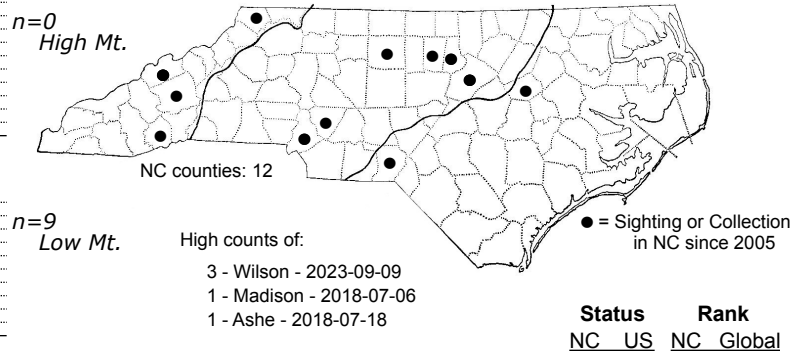 n=0
High Mt.
NC counties: 12
n=9
Low Mt.
High counts of:
3 - Wilson - 2023-09-09
1 - Madison - 2018-07-06
1 - Ashe - 2018-07-18
● = Sighting or Collection
in NC since 2005
Status Rank
NC US NC Global